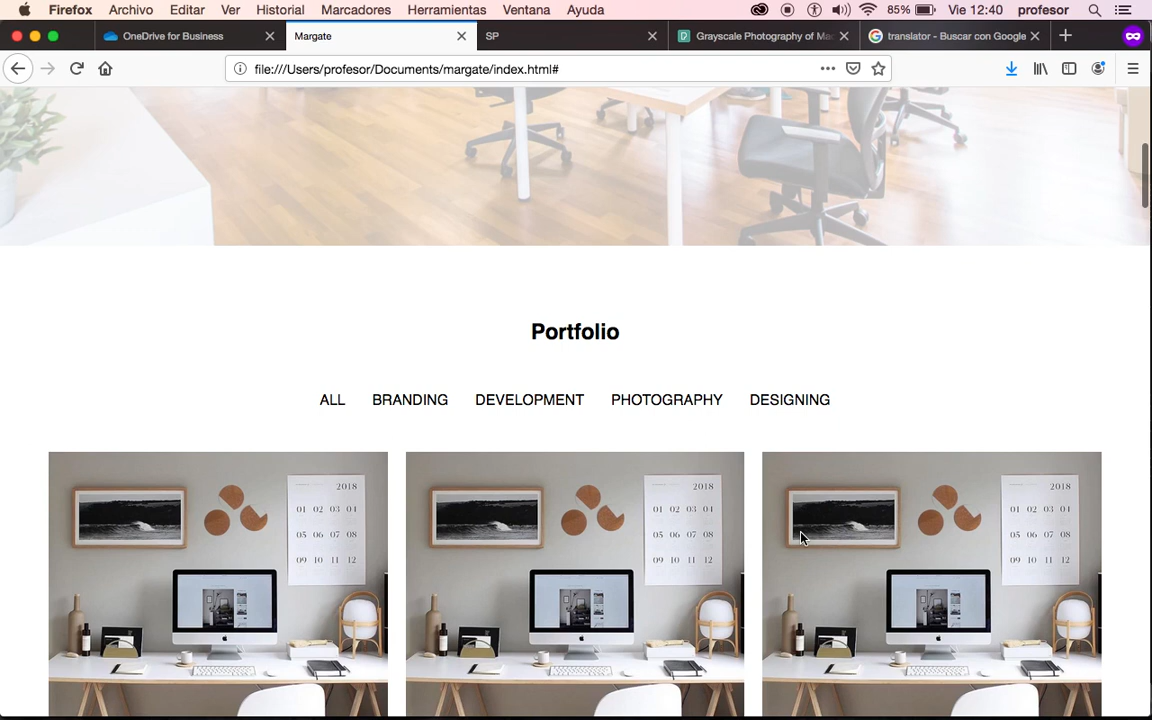 Firefox Archivo Editar Ver Historial Marcadores Herramientas Ventana Ayuda 85% Vie 12:40 profesor
OneDrive for Business Margate SP Grayscale Photography of Mac translator - Buscar con Google
file:///Users/profesor/Documents/margate/index.html#
Portfolio
ALL BRANDING DEVELOPMENT PHOTOGRAPHY DESIGNING
2018 2018 2018
01 02 03 04 01 02 03 04 01 02 03 04
05 06 07 08 05 06 07 08 05 06 07 08
09 10 11 12 09 10 11 12 09 10 11 12